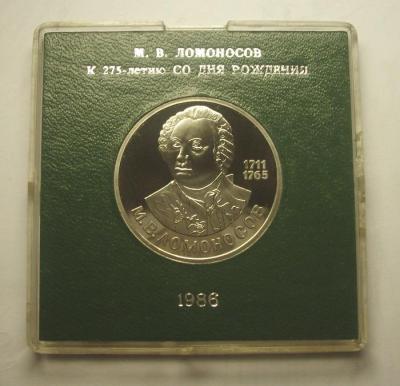 М. В. ЛОМОНОСОВ
К 275-летию СО ДНЯ РОЖДЕНИЯ
1711
1765
М.В.ЛОМОНОСОВ
1986